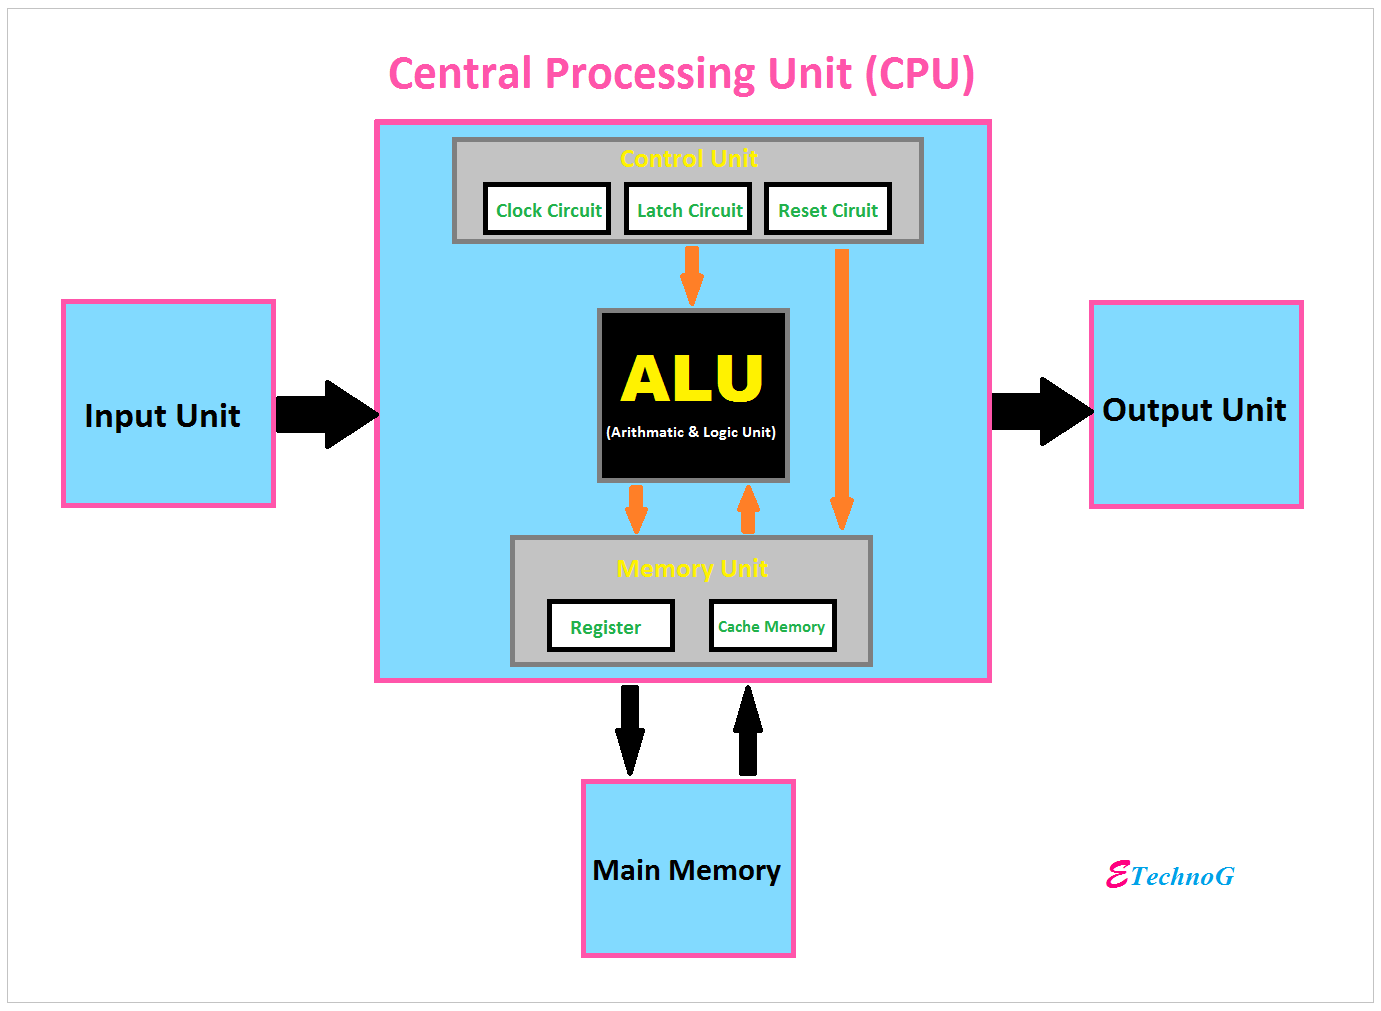 Central Processing Unit (CPU)
Control Unit
Clock Circuit
Latch Circuit
Reset Ciruit
ALU
(Arithmatic & Logic Unit)
Input Unit
Output Unit
Memory Unit
Register
Cache Memory
Main Memory
ETechnoG